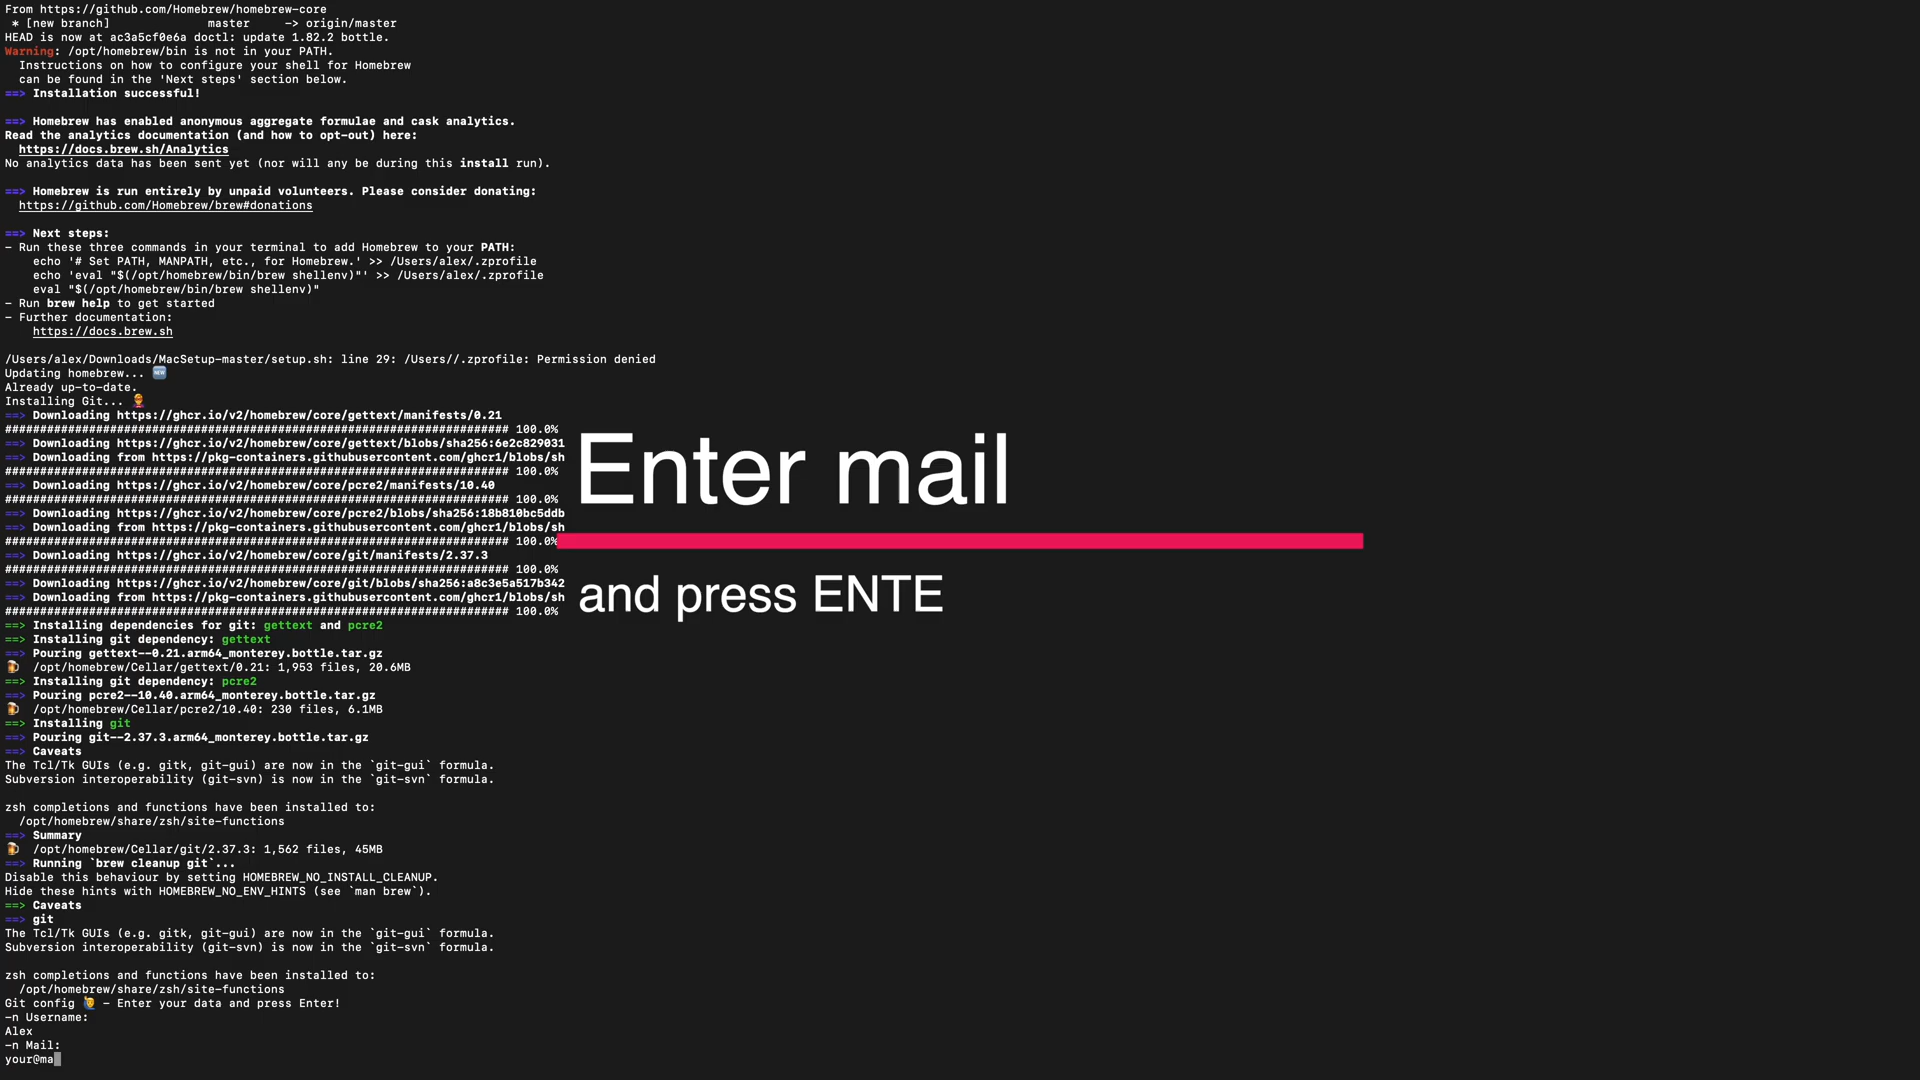 From https://github.com/Homebrew/homebrew-core
 * [new branch]              master     -> origin/master
HEAD is now at ac3a5cf0e6a doctl: update 1.82.2 bottle.
Warning: /opt/homebrew/bin is not in your PATH.
  Instructions on how to configure your shell for Homebrew
  can be found in the 'Next steps' section below.
==> Installation successful!

==> Homebrew has enabled anonymous aggregate formulae and cask analytics.
Read the analytics documentation (and how to opt-out) here:
  https://docs.brew.sh/Analytics
No analytics data has been sent yet (nor will any be during this install run).

==> Homebrew is run entirely by unpaid volunteers. Please consider donating:
  https://github.com/Homebrew/brew#donations

==> Next steps:
- Run these three commands in your terminal to add Homebrew to your PATH:
    echo '# Set PATH, MANPATH, etc., for Homebrew.' >> /Users/alex/.zprofile
    echo 'eval "$(/opt/homebrew/bin/brew shellenv)"' >> /Users/alex/.zprofile
    eval "$(/opt/homebrew/bin/brew shellenv)"
- Run brew help to get started
- Further documentation:
    https://docs.brew.sh

/Users/alex/Downloads/MacSetup-master/setup.sh: line 29: /Users//.zprofile: Permission denied
Updating homebrew... 🆕
Already up-to-date.
Installing Git...
==> Downloading https://ghcr.io/v2/homebrew/core/gettext/manifests/0.21
######################################################################## 100.0%
==> Downloading https://ghcr.io/v2/homebrew/core/gettext/blobs/sha256:6e2c829031
==> Downloading from https://pkg-containers.githubusercontent.com/ghcr1/blobs/sh
######################################################################## 100.0%
==> Downloading https://ghcr.io/v2/homebrew/core/pcre2/manifests/10.40
######################################################################## 100.0%
==> Downloading https://ghcr.io/v2/homebrew/core/pcre2/blobs/sha256:18b810bc5ddb
==> Downloading from https://pkg-containers.githubusercontent.com/ghcr1/blobs/sh
######################################################################## 100.0%
==> Downloading https://ghcr.io/v2/homebrew/core/git/manifests/2.37.3
######################################################################## 100.0%
==> Downloading https://ghcr.io/v2/homebrew/core/git/blobs/sha256:a8c3e5a517b342
==> Downloading from https://pkg-containers.githubusercontent.com/ghcr1/blobs/sh
######################################################################## 100.0%
==> Installing dependencies for git: gettext and pcre2
==> Installing git dependency: gettext
==> Pouring gettext--0.21.arm64_monterey.bottle.tar.gz
🍺  /opt/homebrew/Cellar/gettext/0.21: 1,953 files, 20.6MB
==> Installing git dependency: pcre2
==> Pouring pcre2--10.40.arm64_monterey.bottle.tar.gz
🍺  /opt/homebrew/Cellar/pcre2/10.40: 230 files, 6.1MB
==> Installing git
==> Pouring git--2.37.3.arm64_monterey.bottle.tar.gz
==> Caveats
The Tcl/Tk GUIs (e.g. gitk, git-gui) are now in the `git-gui` formula.
Subversion interoperability (git-svn) is now in the `git-svn` formula.

zsh completions and functions have been installed to:
  /opt/homebrew/share/zsh/site-functions
==> Summary
🍺  /opt/homebrew/Cellar/git/2.37.3: 1,562 files, 45MB
==> Running `brew cleanup git`...
Disable this behaviour by setting HOMEBREW_NO_INSTALL_CLEANUP.
Hide these hints with HOMEBREW_NO_ENV_HINTS (see `man brew`).
==> Caveats
==> git
The Tcl/Tk GUIs (e.g. gitk, git-gui) are now in the `git-gui` formula.
Subversion interoperability (git-svn) is now in the `git-svn` formula.

zsh completions and functions have been installed to:
  /opt/homebrew/share/zsh/site-functions
Git config - Enter your data and press Enter!
-n Username:
Alex
-n Mail:
your@ma
Enter mail
and press ENTE